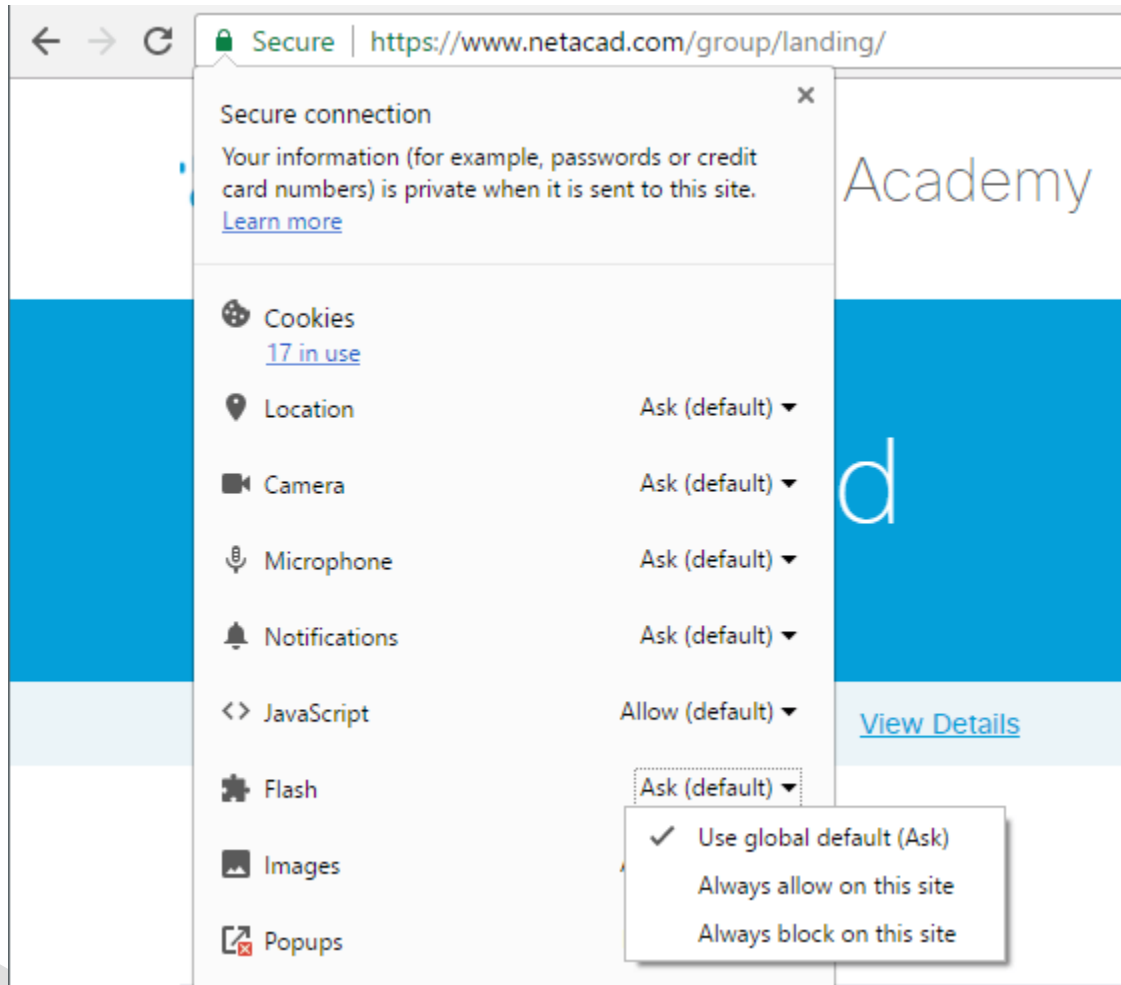 Secure | https://www.netacad.com/group/landing/
Secure connection
Your information (for example, passwords or credit
card numbers) is private when it is sent to this site.
Learn more
Academy
Cookies
17 in use
Location Ask (default)
Camera Ask (default)
d
Microphone Ask (default)
Notifications Ask (default)
JavaScript Allow (default)
View Details
Flash Ask (default)
Use global default (Ask)
Images
Always allow on this site
Popups
Always block on this site